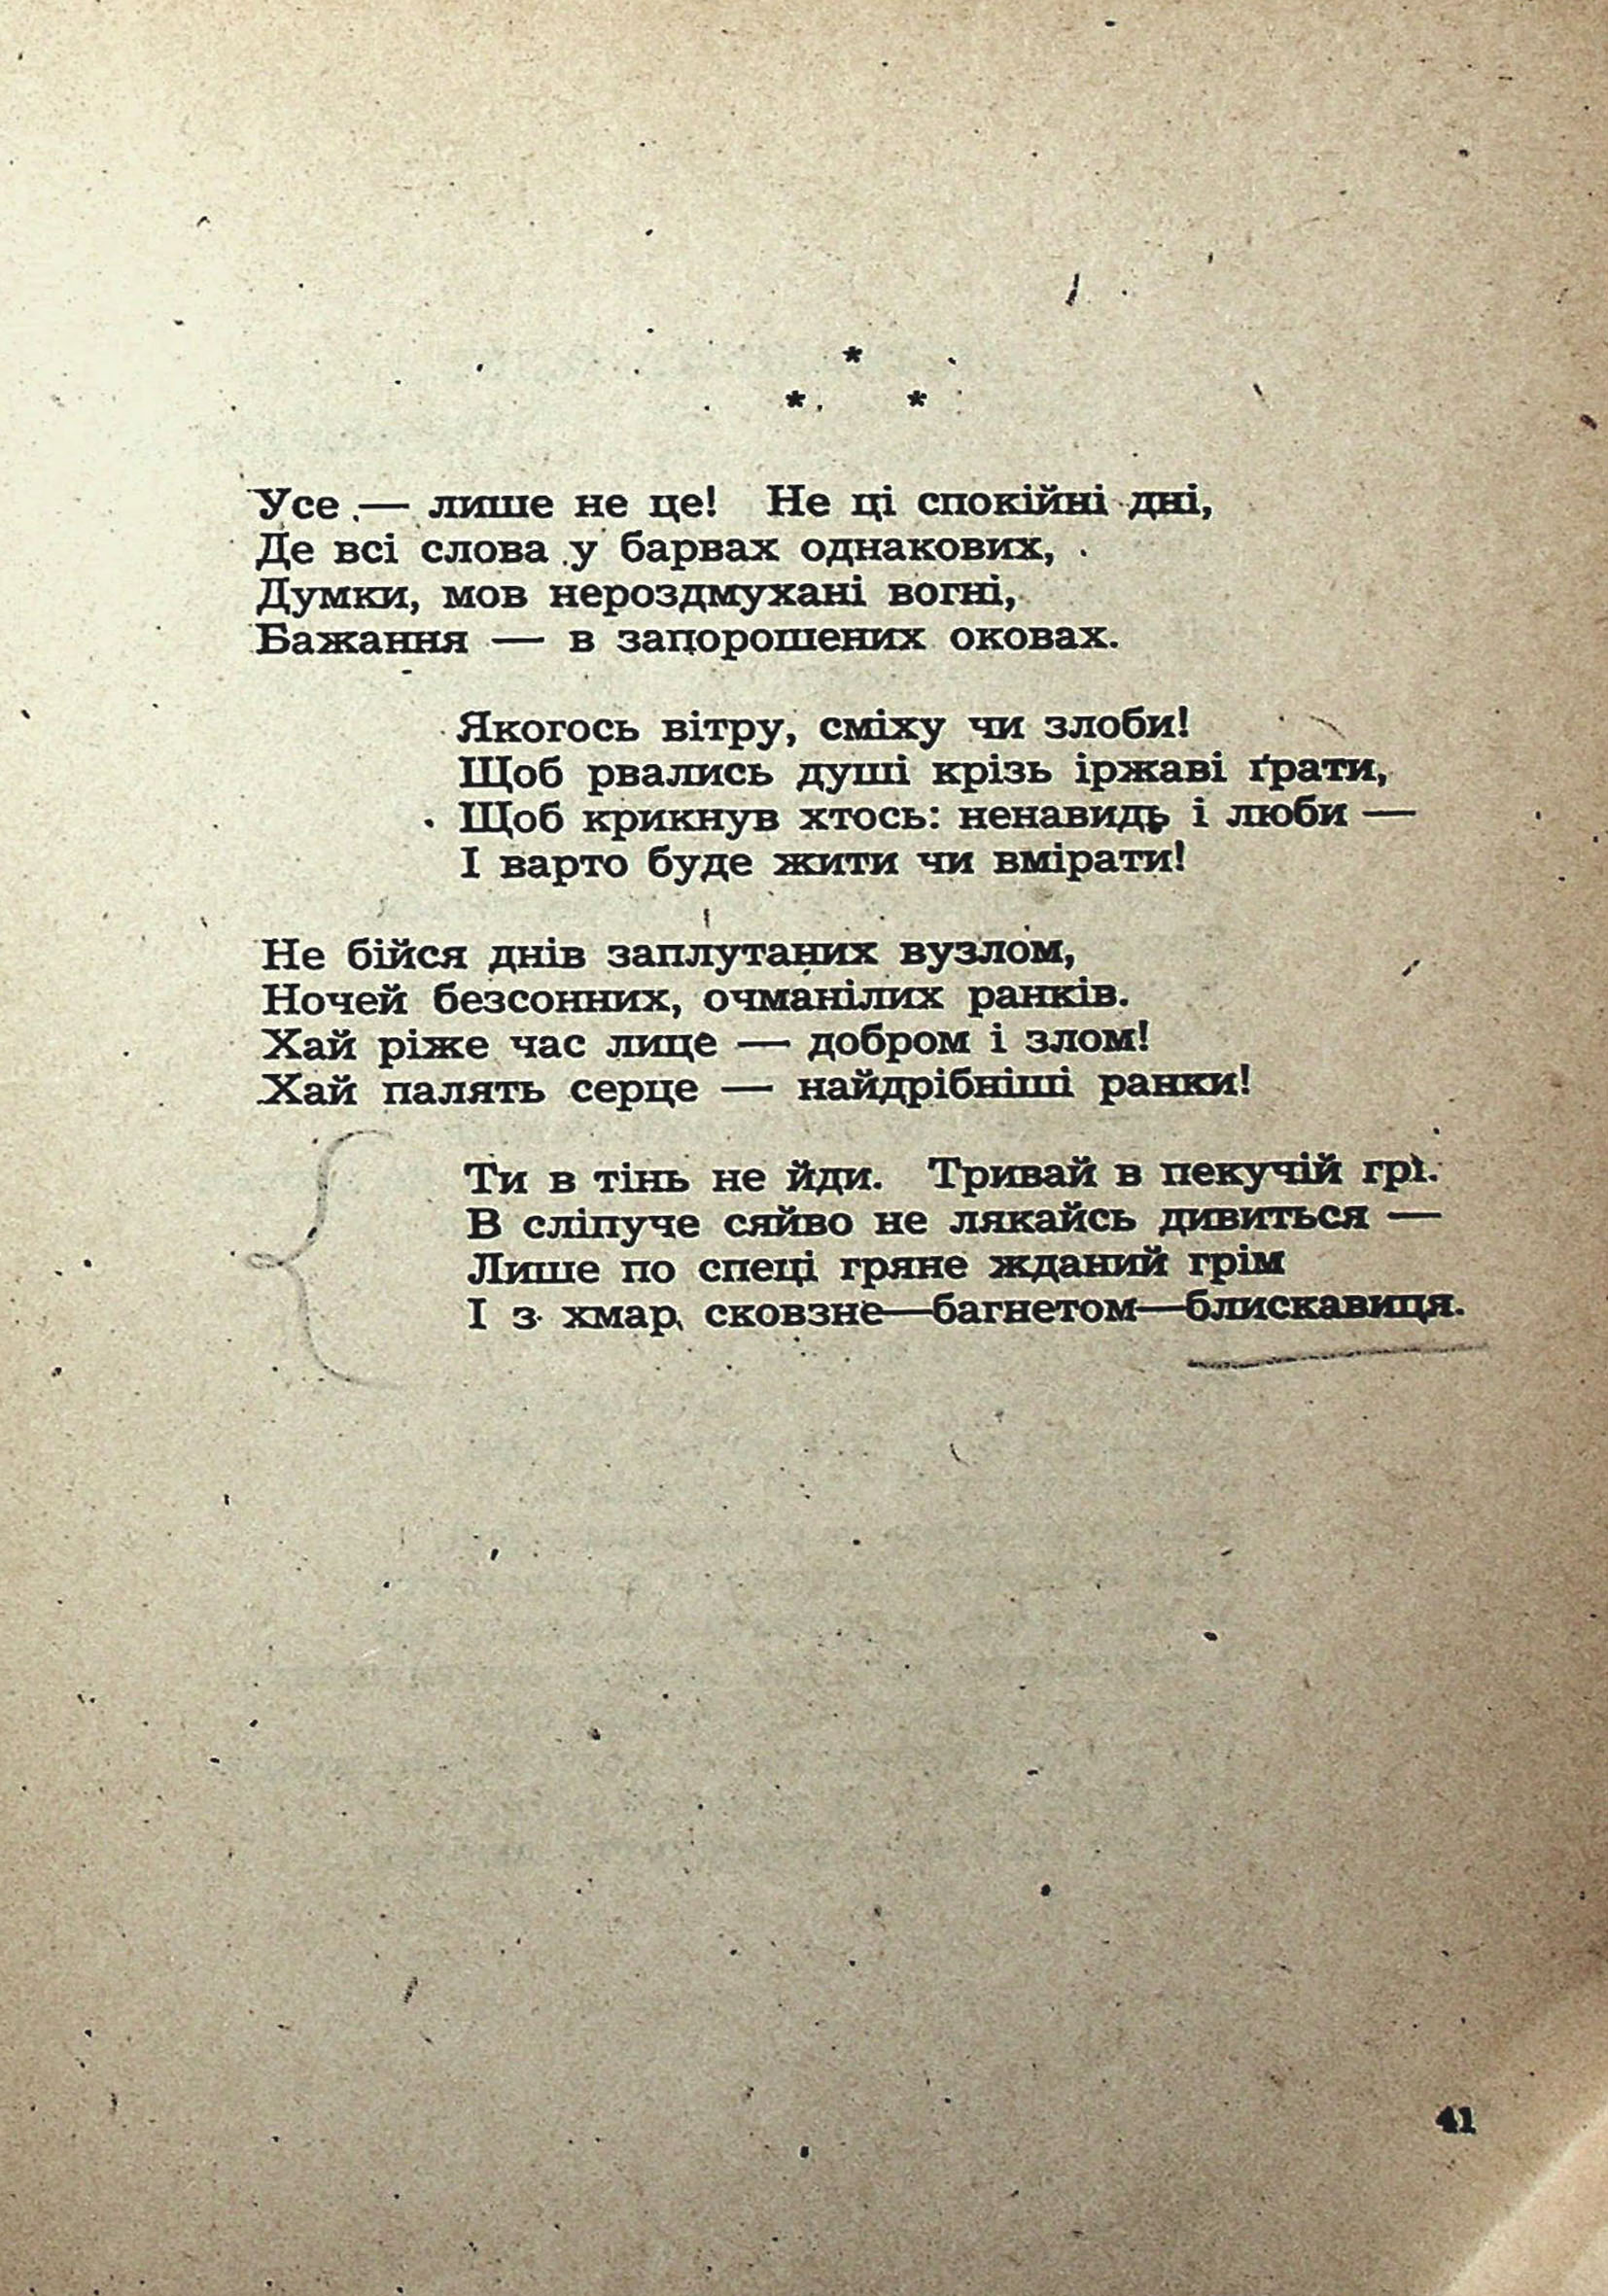 *
* *
Усе — лише не це! Не ці спокійні дні,
Де всі слова у барвах однакових,
Думки, мов нероздмухані вогні,
Бажання — в запорошених оковах.
Якогось вітру, сміху чи злоби!
Щоб рвались душі крізь іржаві ґрати,
Щоб крикнув хтось: ненавидь і люби —
І варто буде жити чи вмірати!
Не бійся днів заплутаних вузлом,
Ночей безсонних, очманілих ранків.
Хай ріже час лице — добром і злом!
Хай палять серце — найдрібніші ранки!
Ти в тінь не йди. Тривай в пекучій грі.
В сліпуче сяйво не лякайсь дивиться —
Лише по спеці гряне жданий грім
І з хмар сковзне—багнетом—блискавиця.
41